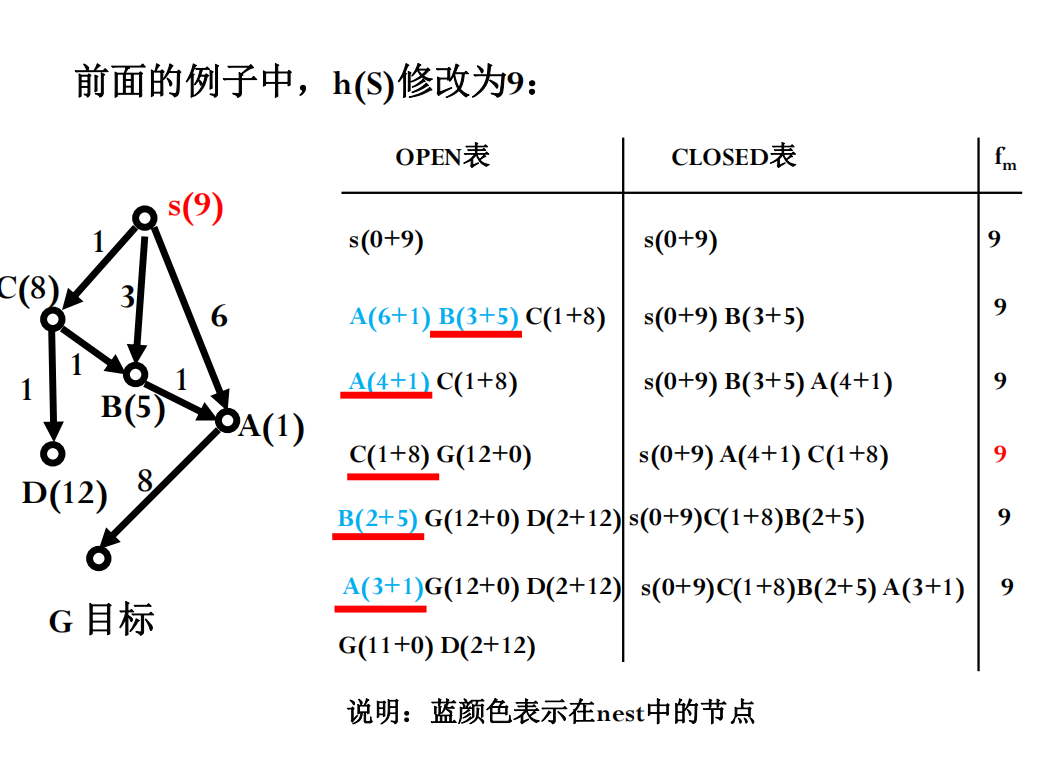 前面的例子中，h(S)修改为9：
OPEN表 CLOSED表 fm
s(0+9) s(0+9) 9
A(6+1) B(3+5) C(1+8) s(0+9) B(3+5) 9
A(4+1) C(1+8) s(0+9) B(3+5) A(4+1) 9
C(1+8) G(12+0) s(0+9) A(4+1) C(1+8) 9
B(2+5) G(12+0) D(2+12) s(0+9)C(1+8)B(2+5) 9
A(3+1)G(12+0) D(2+12) s(0+9)C(1+8)B(2+5) A(3+1) 9
G(11+0) D(2+12)
s(9)
1
C(8)
3
6
1
1
1
B(5)
A(1)
D(12)
8
G 目标
说明：蓝颜色表示在nest中的节点